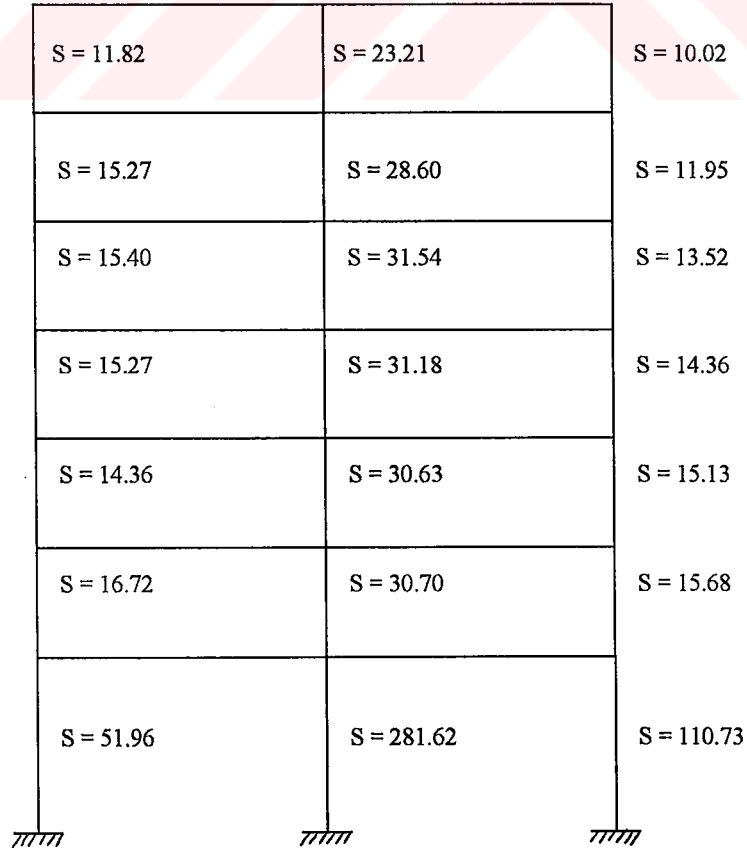 S = 11.82 S = 23.21 S = 10.02
S = 15.27 S = 28.60 S = 11.95
S = 15.40 S = 31.54 S = 13.52
S = 15.27 S = 31.18 S = 14.36
S = 14.36 S = 30.63 S = 15.13
S = 16.72 S = 30.70 S = 15.68
S = 51.96 S = 281.62 S = 110.73